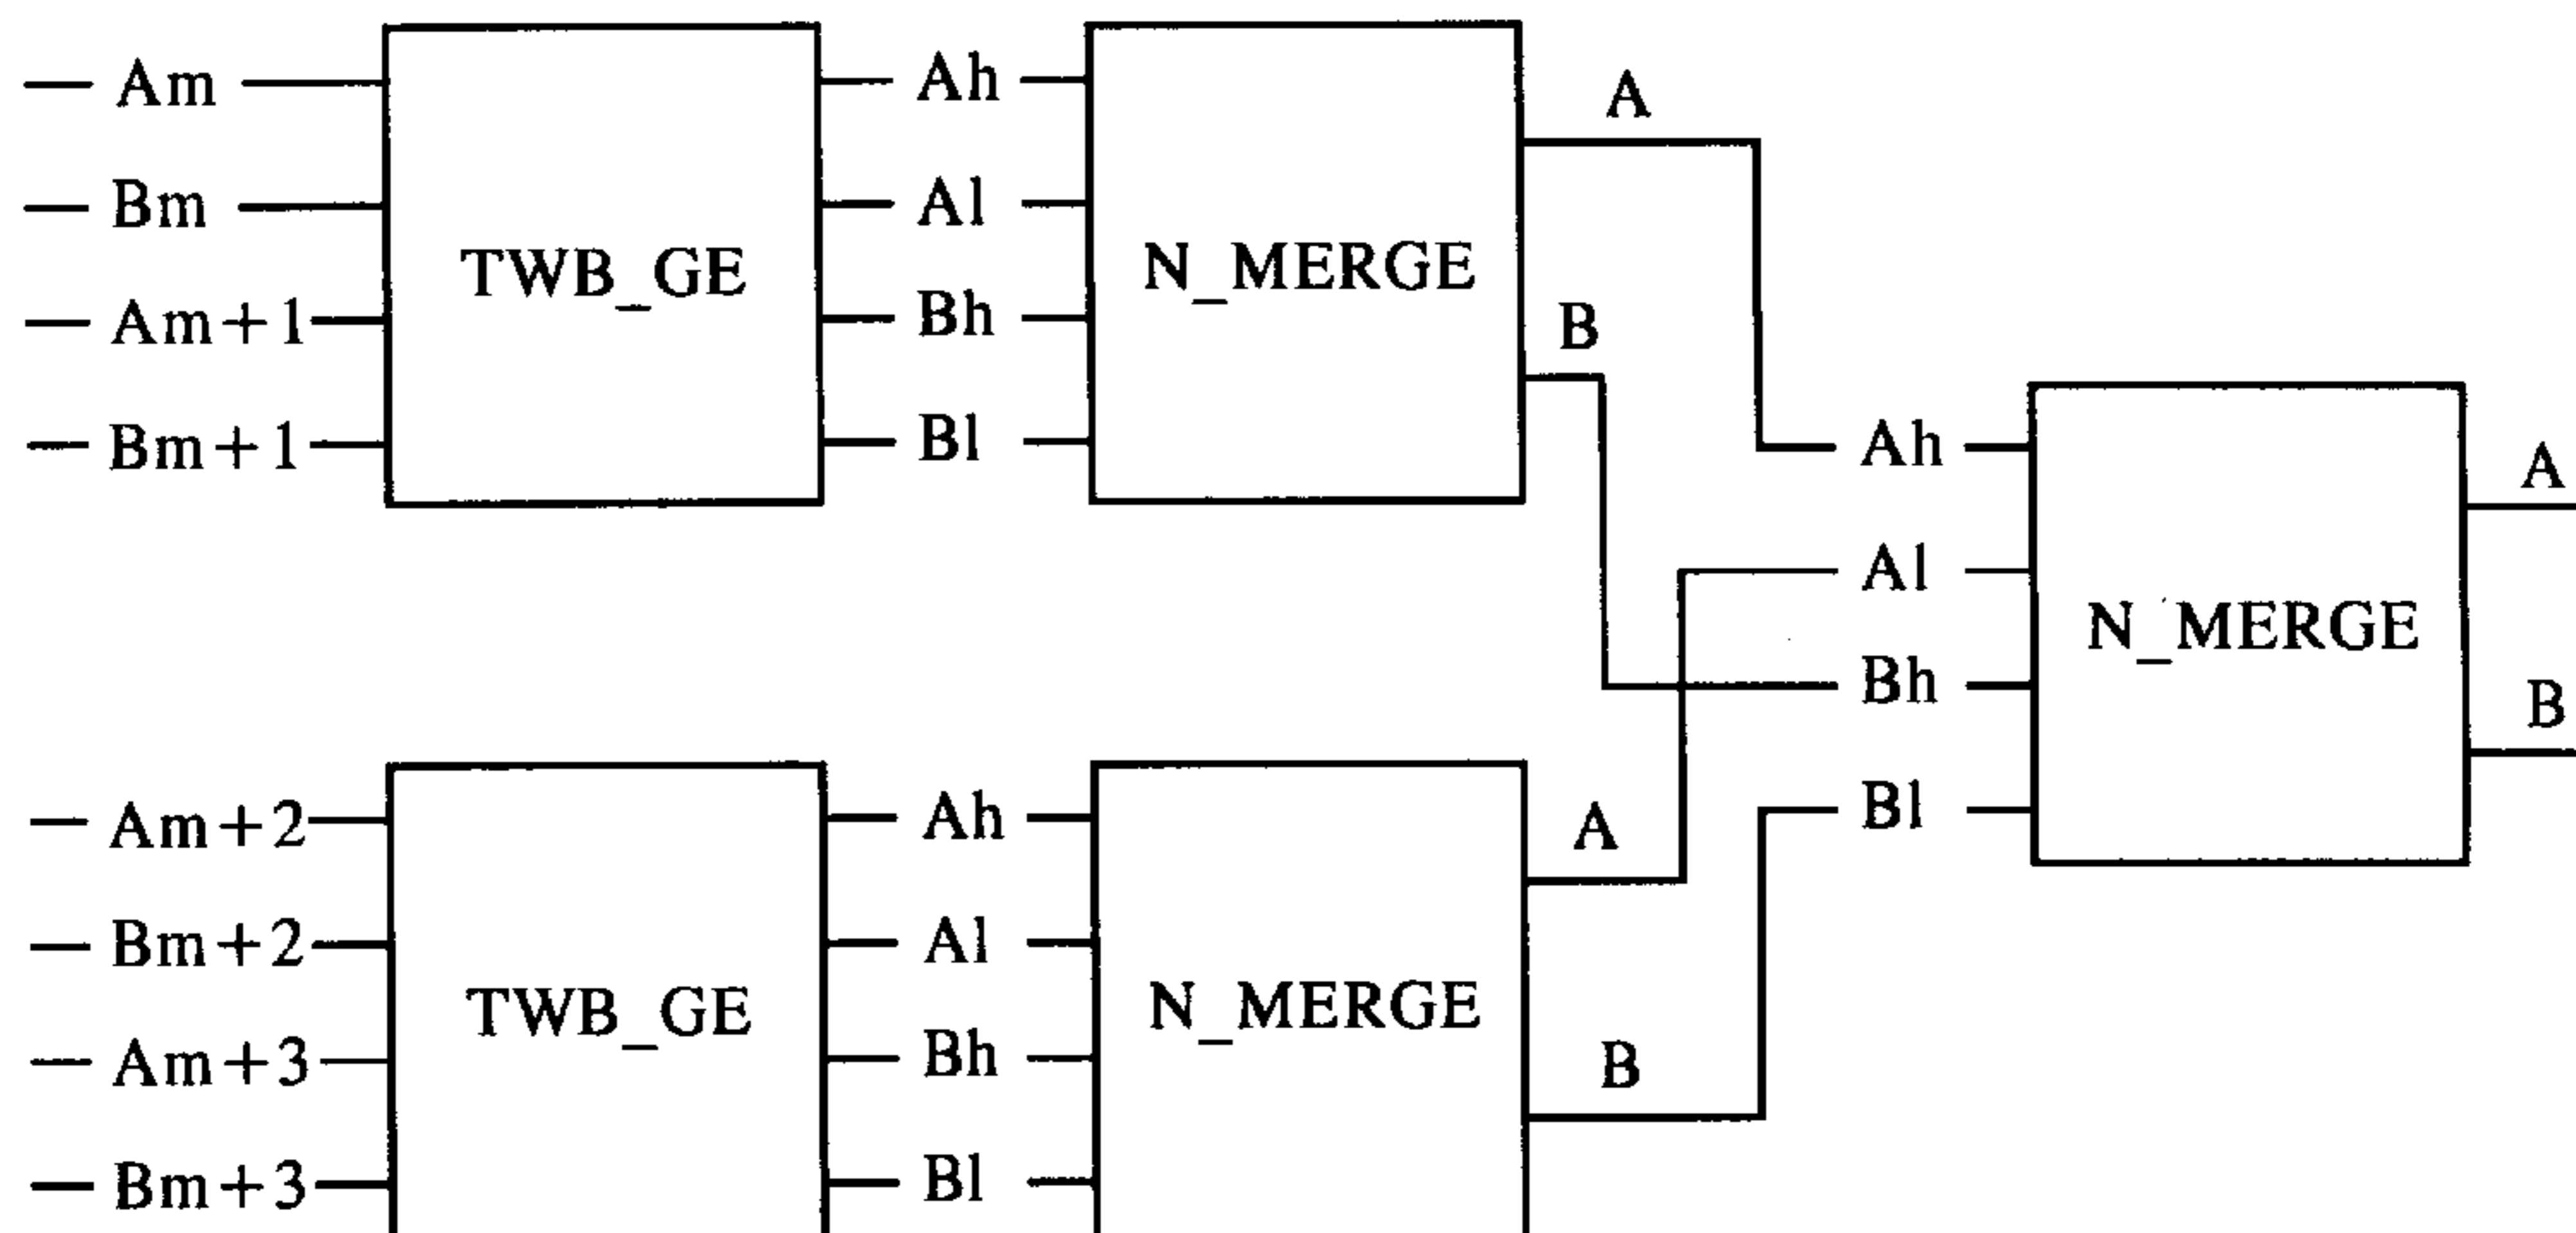 Am
Bm
Am+1
Bm+1
TWB_GE
Ah
Al
Bh
Bl
N_MERGE
A
B
Am+2
Bm+2
Am+3
Bm+3
TWB_GE
Ah
Al
Bh
Bl
N_MERGE
A
B
Ah
Al
Bh
Bl
N_MERGE
A
B